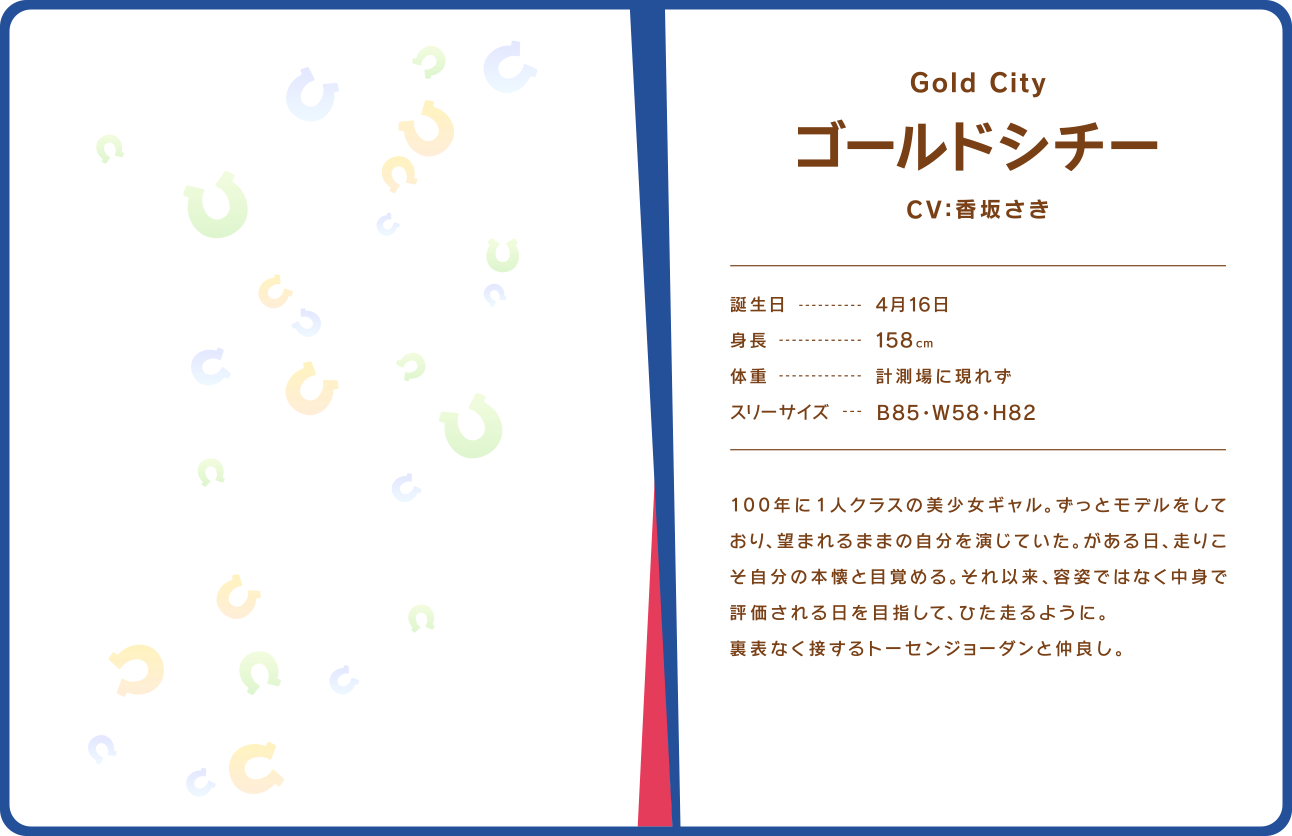 Gold City
ゴールドシチー
CV:香坂さき
誕生日 ---------- 4月16日
身長 ------------- 158cm
体重 ------------- 計測場に現れず
スリーサイズ --- B85・W58・H82
100年に1人クラスの美少女ギャル。ずっとモデルをして
おり、望まれるままの自分を演じていた。がある日、走りこ
そ自分の本懐と目覚める。それ以来、容姿ではなく中身で
評価される日を目指して、ひた走るように。
裏表なく接するトーセンジョーダンと仲良し。